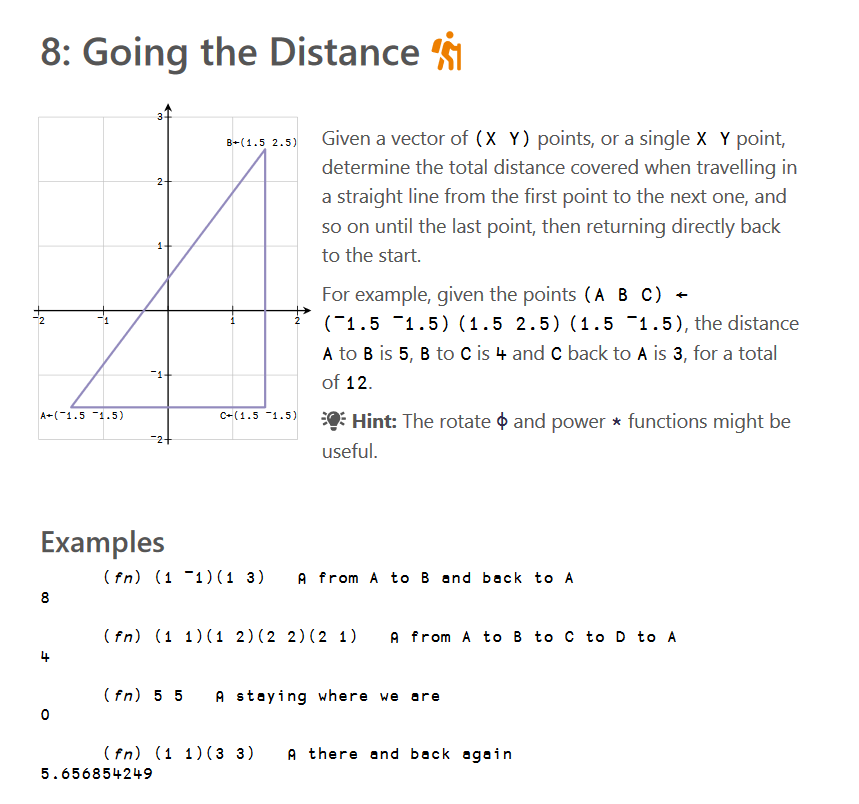 8: Going the Distance
3
B←(1.5 2.5)
2
1
¯2
¯1
1
2
¯1
A←(¯1.5 ¯1.5)
C←(1.5 ¯1.5)
¯2
Given a vector of (X Y) points, or a single X Y point,
determine the total distance covered when travelling in
a straight line from the first point to the next one, and
so on until the last point, then returning directly back
to the start.
For example, given the points (A B C) ←
(¯1.5 ¯1.5)(1.5 2.5)(1.5 ¯1.5), the distance
A to B is 5, B to C is 4 and C back to A is 3, for a total
of 12.
Hint: The rotate ⌽ and power * functions might be
useful.
Examples
(fn) (1 ¯1)(1 3) ⍝ from A to B and back to A
8
(fn) (1 1)(1 2)(2 2)(2 1) ⍝ from A to B to C to D to A
4
(fn) 5 5 ⍝ staying where we are
0
(fn) (1 1)(3 3) ⍝ there and back again
5.656854249